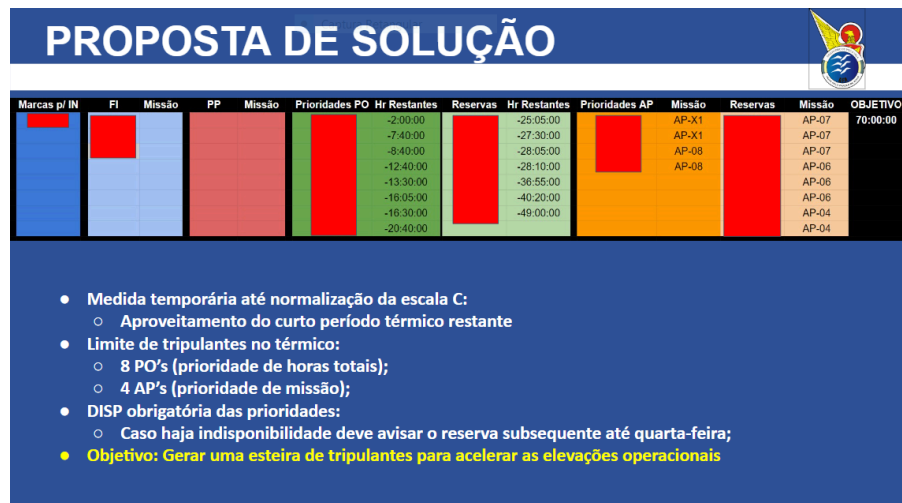 PROPOSTA DE SOLUÇÃO
Marcas p/ IN FI Missão PP Missão Prioridades PO Hr Restantes Reservas Hr Restantes Prioridades AP Missão Reservas Missão OBJETIVO
-2:00:00 -25:05:00 AP-X1 AP-07 70:00:00
-7:40:00 -27:30:00 AP-X1 AP-07
-8:40:00 -28:05:00 AP-08 AP-07
-12:40:00 -28:10:00 AP-08 AP-06
-13:30:00 -36:55:00 AP-06
-16:05:00 -40:20:00 AP-06
-16:30:00 -49:00:00 AP-04
-20:40:00 AP-04
● Medida temporária até normalização da escala C:
○ Aproveitamento do curto período térmico restante
● Limite de tripulantes no térmico:
○ 8 PO's (prioridade de horas totais);
○ 4 AP's (prioridade de missão);
● DISP obrigatória das prioridades:
○ Caso haja indisponibilidade deve avisar o reserva subsequente até quarta-feira;
● Objetivo: Gerar uma esteira de tripulantes para acelerar as elevações operacionais